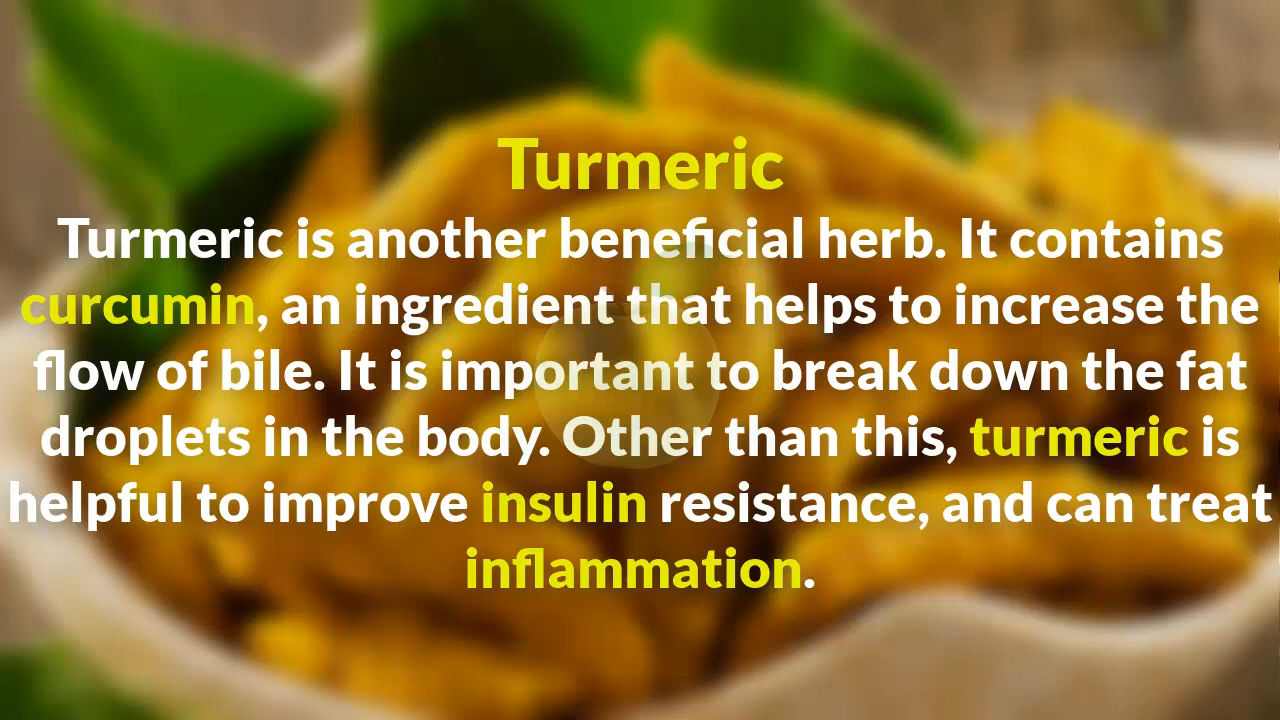 Turmeric
Turmeric is another beneficial herb. It contains
curcumin, an ingredient that helps to increase the
flow of bile. It is important to break down the fat
droplets in the body. Other than this, turmeric is
helpful to improve insulin resistance, and can treat
inflammation.